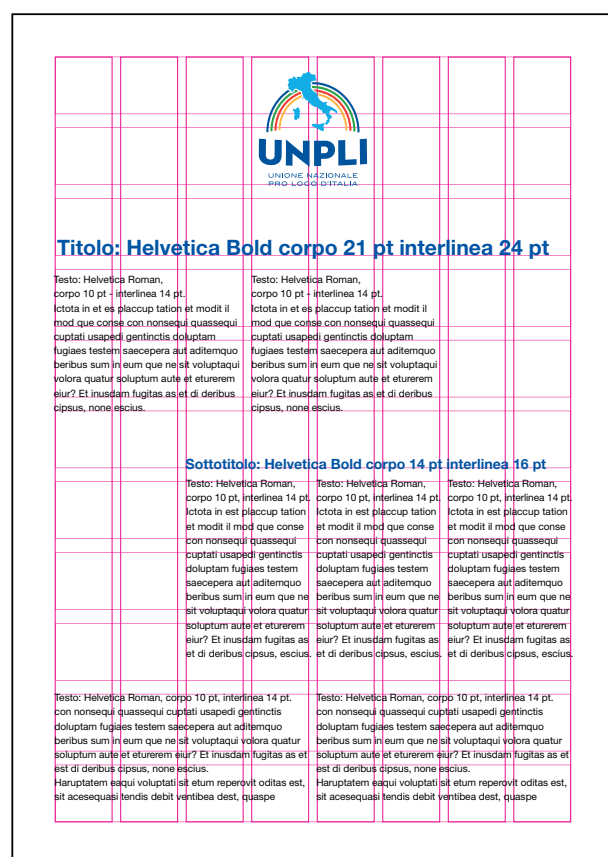 UNPLI
UNIONE NAZIONALE
PRO LOCO D'ITALIA
Titolo: Helvetica Bold corpo 21 pt interlinea 24 pt
Testo: Helvetica Roman,
corpo 10 pt - interlinea 14 pt.
Ictota in et es placcup tation et modit il
mod que conse con nonsequi quassequi
cuptati usapedi gentinctis doluptam
fugiaes testem saecepera aut aditemquo
beribus sum in eum que ne sit voluptaqui
volora quatur soluptum aute et eturerem
eiur? Et inusdam fugitas as et di deribus
cipsus, none escius.
Testo: Helvetica Roman,
corpo 10 pt - interlinea 14 pt.
Ictota in et es placcup tation et modit il
mod que conse con nonsequi quassequi
cuptati usapedi gentinctis doluptam
fugiaes testem saecepera aut aditemquo
beribus sum in eum que ne sit voluptaqui
volora quatur soluptum aute et eturerem
eiur? Et inusdam fugitas as et di deribus
cipsus, none escius.
Sottotitolo: Helvetica Bold corpo 14 pt interlinea 16 pt
Testo: Helvetica Roman,
corpo 10 pt, interlinea 14 pt.
Ictota in est placcup tation
et modit il mod que conse
con nonsequi quassequi
cuptati usapedi gentinctis
doluptam fugiaes testem
saecepera aut aditemquo
beribus sum in eum que ne
sit voluptaqui volora quatur
soluptum aute et eturerem
eiur? Et inusdam fugitas as
et di deribus cipsus, escius.
Testo: Helvetica Roman,
corpo 10 pt, interlinea 14 pt.
Ictota in est placcup tation
et modit il mod que conse
con nonsequi quassequi
cuptati usapedi gentinctis
doluptam fugiaes testem
saecepera aut aditemquo
beribus sum in eum que ne
sit voluptaqui volora quatur
soluptum aute et eturerem
eiur? Et inusdam fugitas as
et di deribus cipsus, escius.
Testo: Helvetica Roman,
corpo 10 pt, interlinea 14 pt.
Ictota in est placcup tation
et modit il mod que conse
con nonsequi quassequi
cuptati usapedi gentinctis
doluptam fugiaes testem
saecepera aut aditemquo
beribus sum in eum que ne
sit voluptaqui volora quatur
soluptum aute et eturerem
eiur? Et inusdam fugitas as
et di deribus cipsus, escius.
Testo: Helvetica Roman, corpo 10 pt, interlinea 14 pt.
con nonsequi quassequi cuptati usapedi gentinctis
doluptam fugiaes testem saecepera aut aditemquo
beribus sum in eum que ne sit voluptaqui volora quatur
soluptum aute et eturerem eiur? Et inusdam fugitas as et
est di deribus cipsus, none escius.
Haruptatem eaqui voluptati sit etum reperovit oditas est,
sit acesequasi tendis debit ventibea dest, quaspe
Testo: Helvetica Roman, corpo 10 pt, interlinea 14 pt.
con nonsequi quassequi cuptati usapedi gentinctis
doluptam fugiaes testem saecepera aut aditemquo
beribus sum in eum que ne sit voluptaqui volora quatur
soluptum aute et eturerem eiur? Et inusdam fugitas as et
est di deribus cipsus, none escius.
Haruptatem eaqui voluptati sit etum reperovit oditas est,
sit acesequasi tendis debit ventibea dest, quaspe